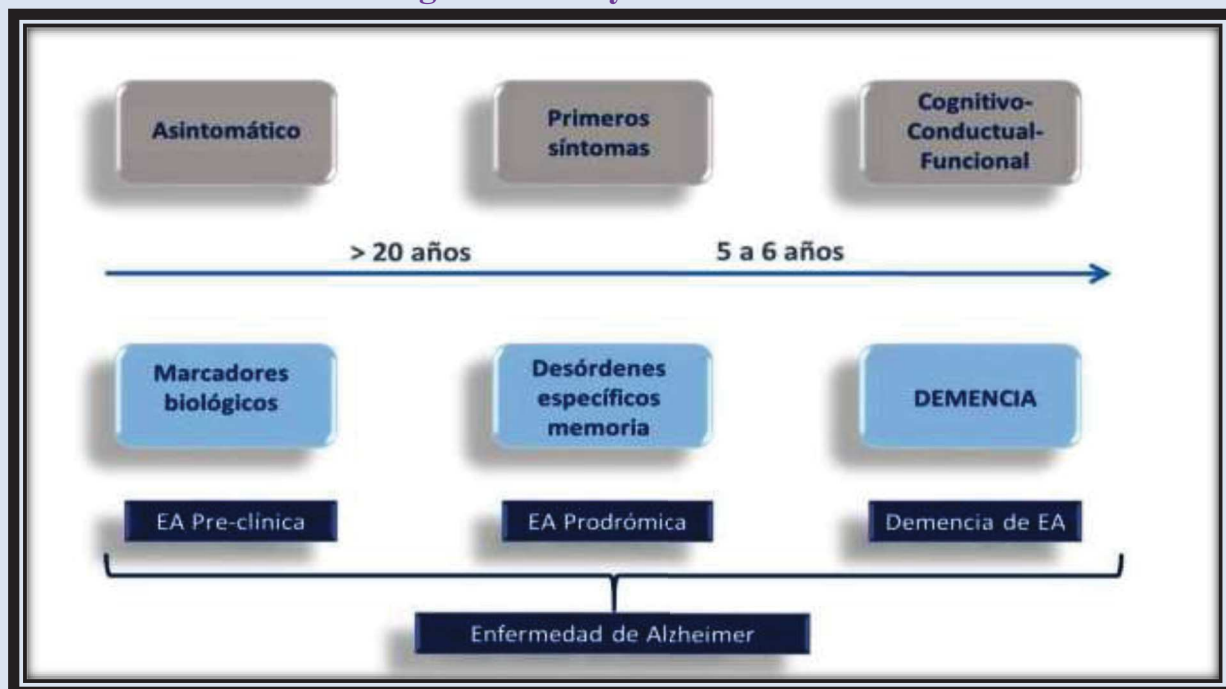 Asintomático
Primeros
síntomas
Cognitivo-
Conductual-
Funcional
> 20 años
5 a 6 años
Marcadores
biológicos
Desórdenes
específicos
memoria
DEMENCIA
EA Pre-clínica
EA Prodrómica
Demencia de EA
Enfermedad de Alzheimer